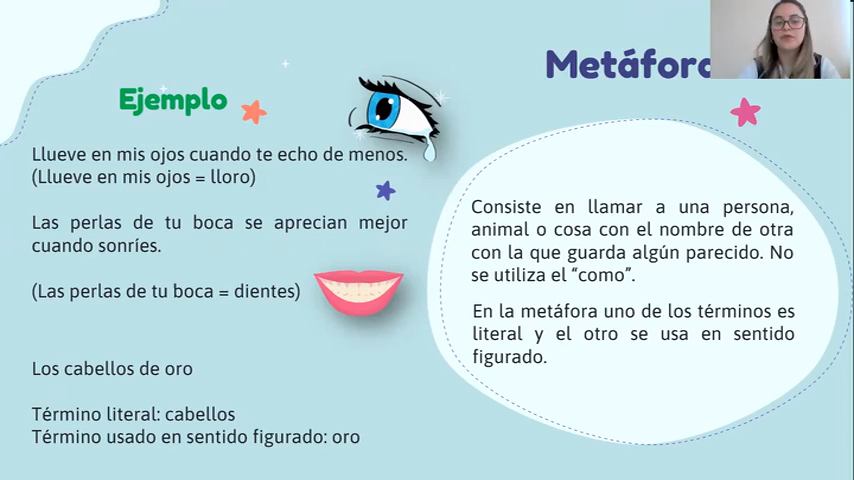 Metáfora
Ejemplo
Llueve en mis ojos cuando te echo de menos.
(Llueve en mis ojos = lloro)
Las perlas de tu boca se aprecian mejor
cuando sonríes.
(Las perlas de tu boca = dientes)
Los cabellos de oro
Término literal: cabellos
Término usado en sentido figurado: oro
Consiste en llamar a una persona,
animal o cosa con el nombre de otra
con la que guarda algún parecido. No
se utiliza el “como”.
En la metáfora uno de los términos es
literal y el otro se usa en sentido
figurado.